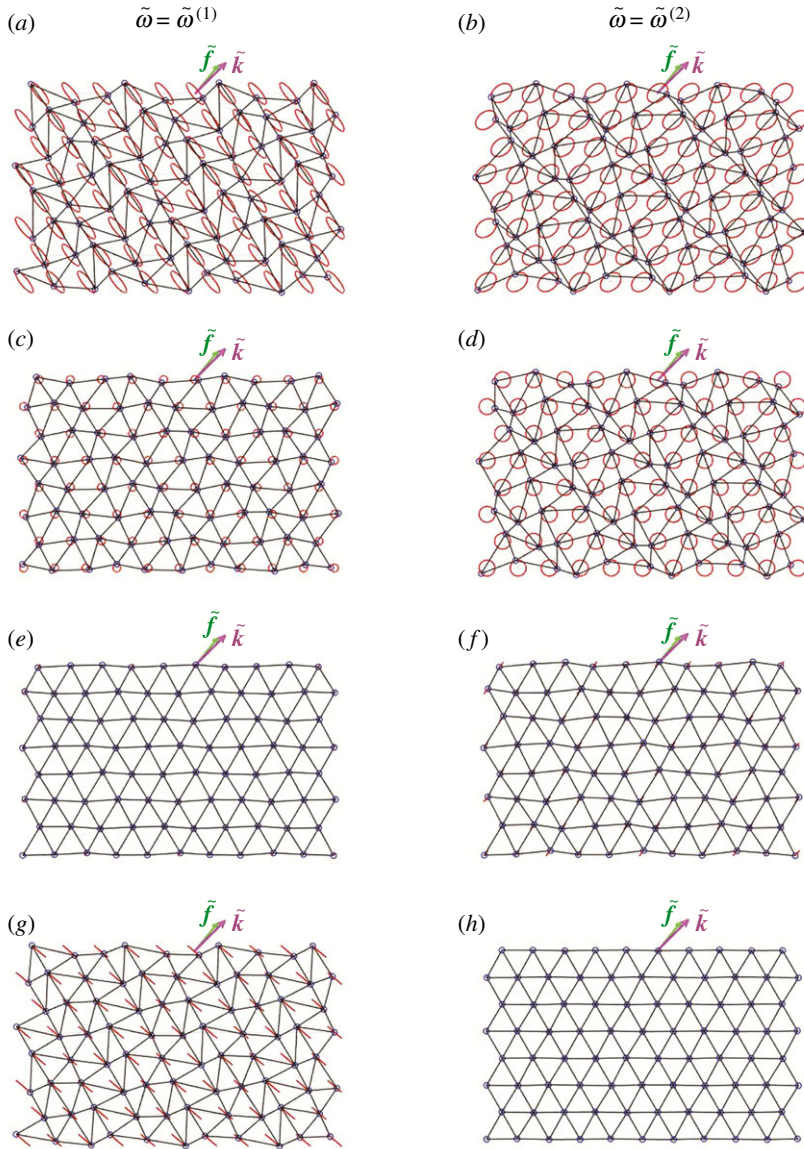 (a) ω̃ = ω̃⁽¹⁾ (b) ω̃ = ω̃⁽²⁾
f̃ k̃ f̃ k̃
(c) f̃ k̃ (d) f̃ k̃
(e) f̃ k̃ (f) f̃ k̃
(g) f̃ k̃ (h) f̃ k̃